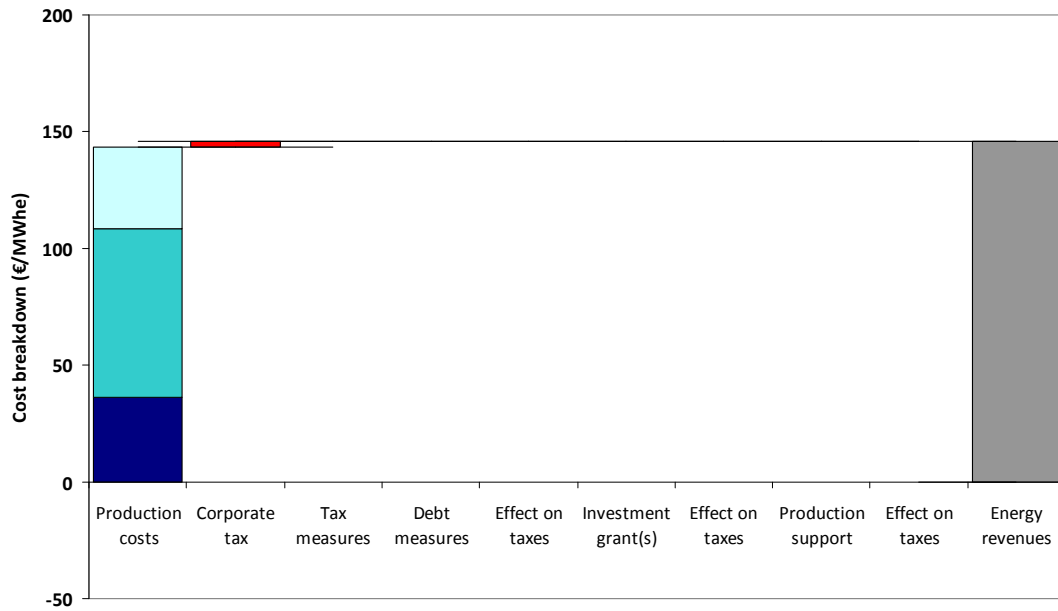 200
150
100
50
0
-50
Cost breakdown (€/MWhe)
Production
costs
Corporate
tax
Tax
measures
Debt
measures
Effect on
taxes
Investment
grant(s)
Effect on
taxes
Production
support
Effect on
taxes
Energy
revenues